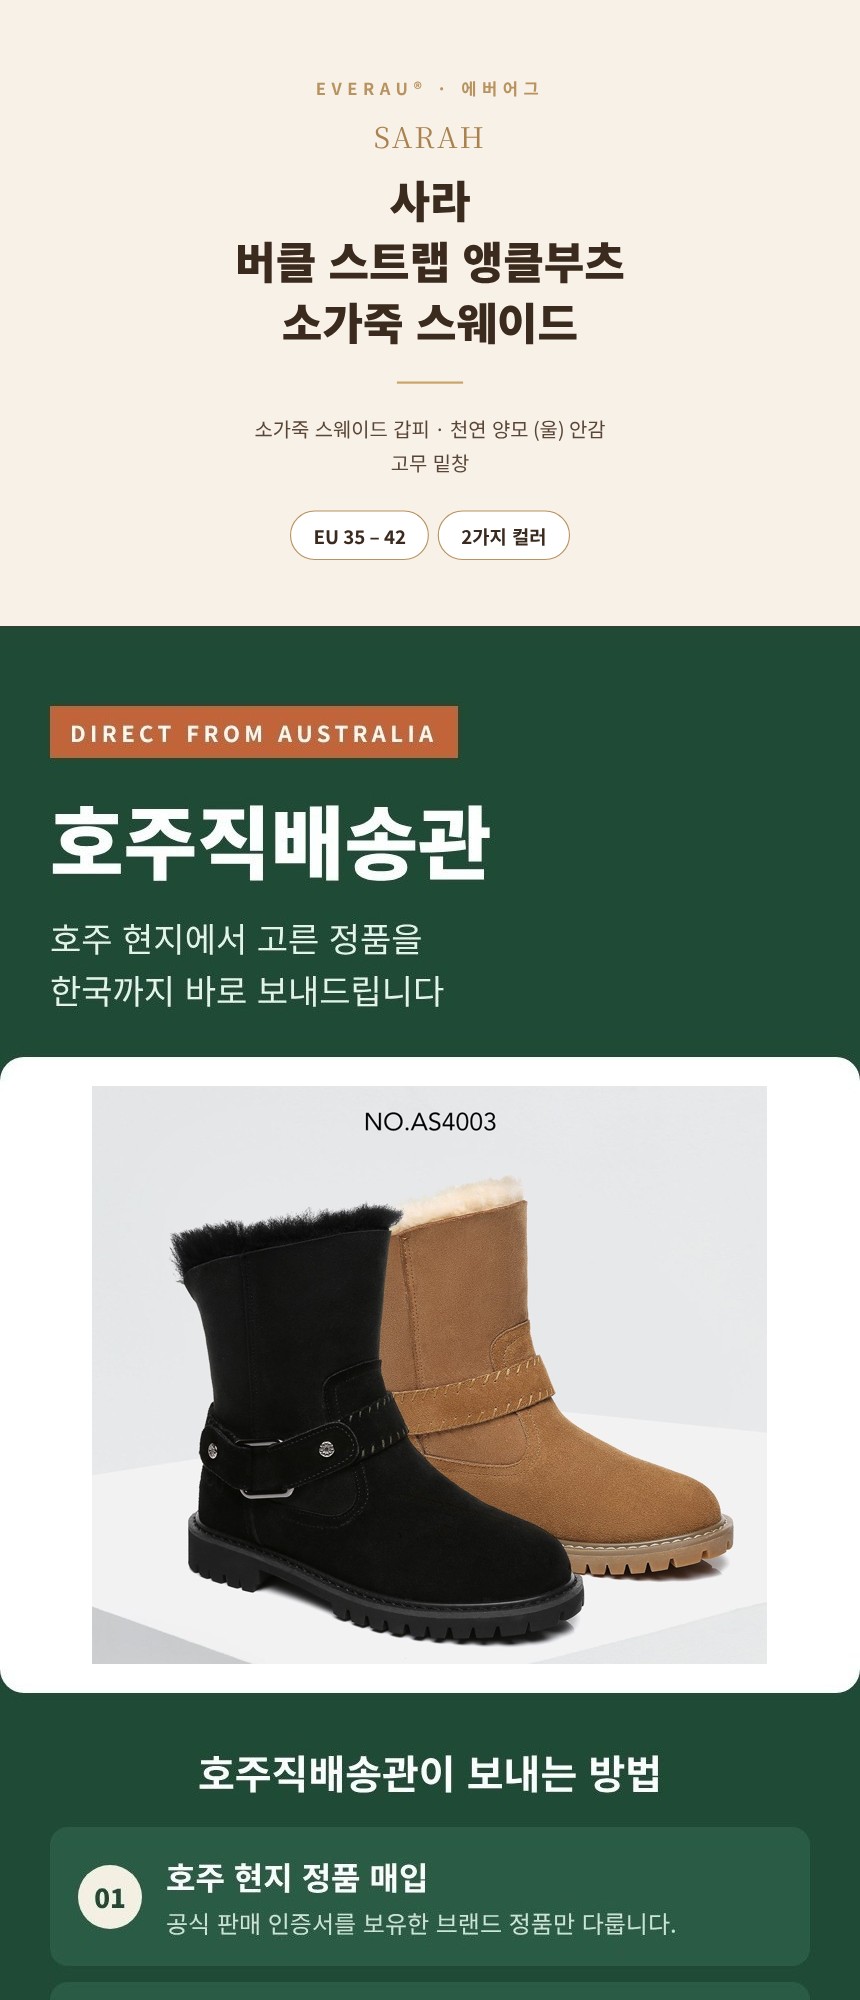 EVERAU® · 에버어그
SARAH
사라
버클 스트랩 앵클부츠
소가죽 스웨이드
소가죽 스웨이드 갑피 · 천연 양모 (울) 안감
고무 밑창
EU 35 – 42
2가지 컬러
DIRECT FROM AUSTRALIA
호주직배송관
호주 현지에서 고른 정품을
한국까지 바로 보내드립니다
NO.AS4003
호주직배송관이 보내는 방법
01
호주 현지 정품 매입
공식 판매 인증서를 보유한 브랜드 정품만 다룹니다.